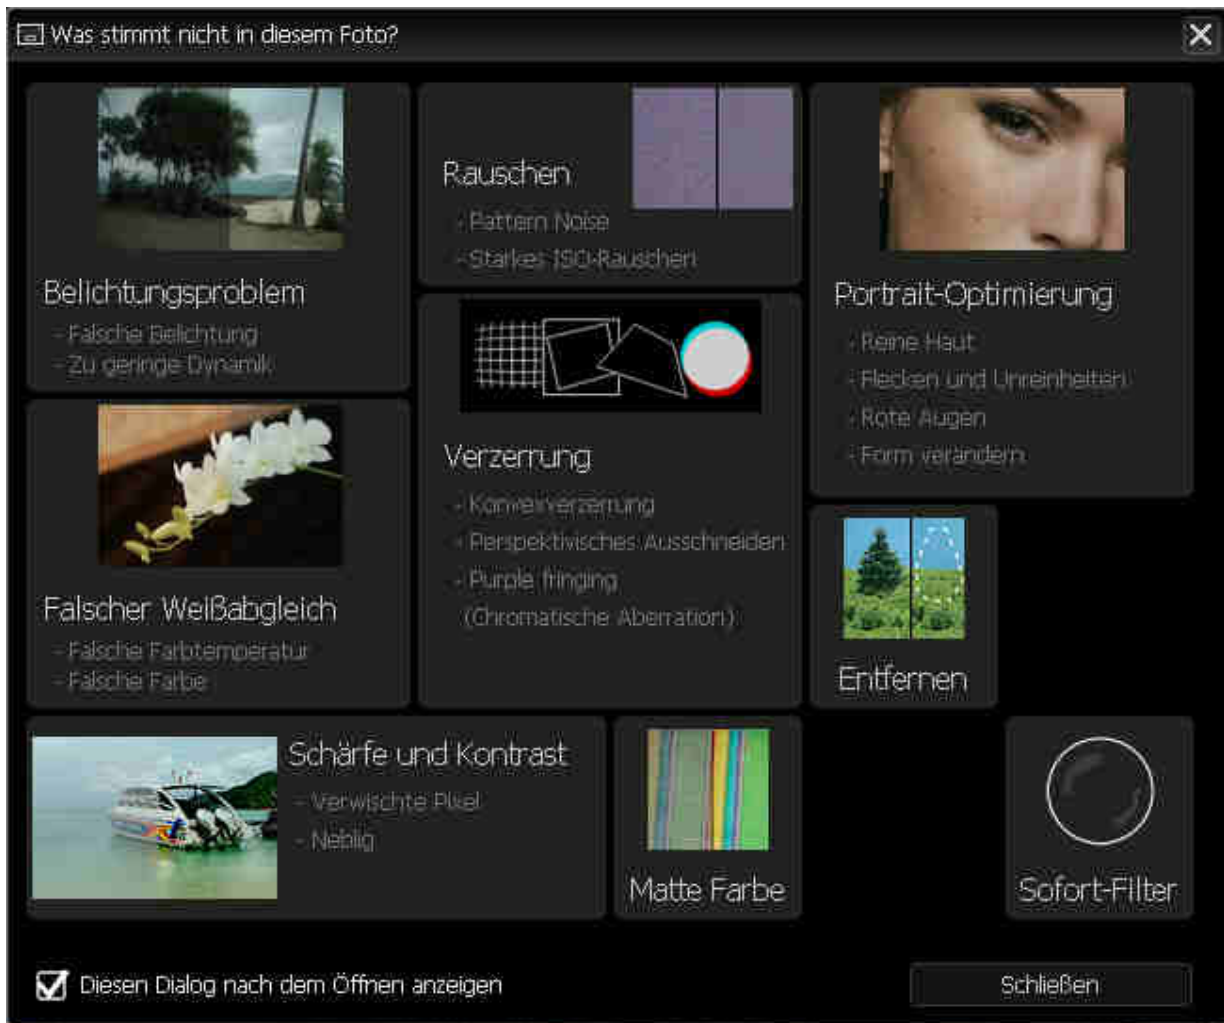 Was stimmt nicht in diesem Foto?
Belichtungsproblem
- Falsche Belichtung
- Zu geringe Dynamik
Rauschen
- Pattern Noise
- Starkes ISO-Rauschen
Portrait-Optimierung
- Reine Haut
- Flecken und Unreinheiten
- Rote Augen
- Form verändern
Falscher Weißabgleich
- Falsche Farbtemperatur
- Falsche Farbe
Verzerrung
- Konvexverzerrung
- Perspektivisches Ausschneiden
- Purple fringing
(Chromatische Aberration)
Entfernen
Schärfe und Kontrast
- Verwischte Pixel
- Neblig
Matte Farbe
Sofort-Filter
Diesen Dialog nach dem Öffnen anzeigen
Schließen